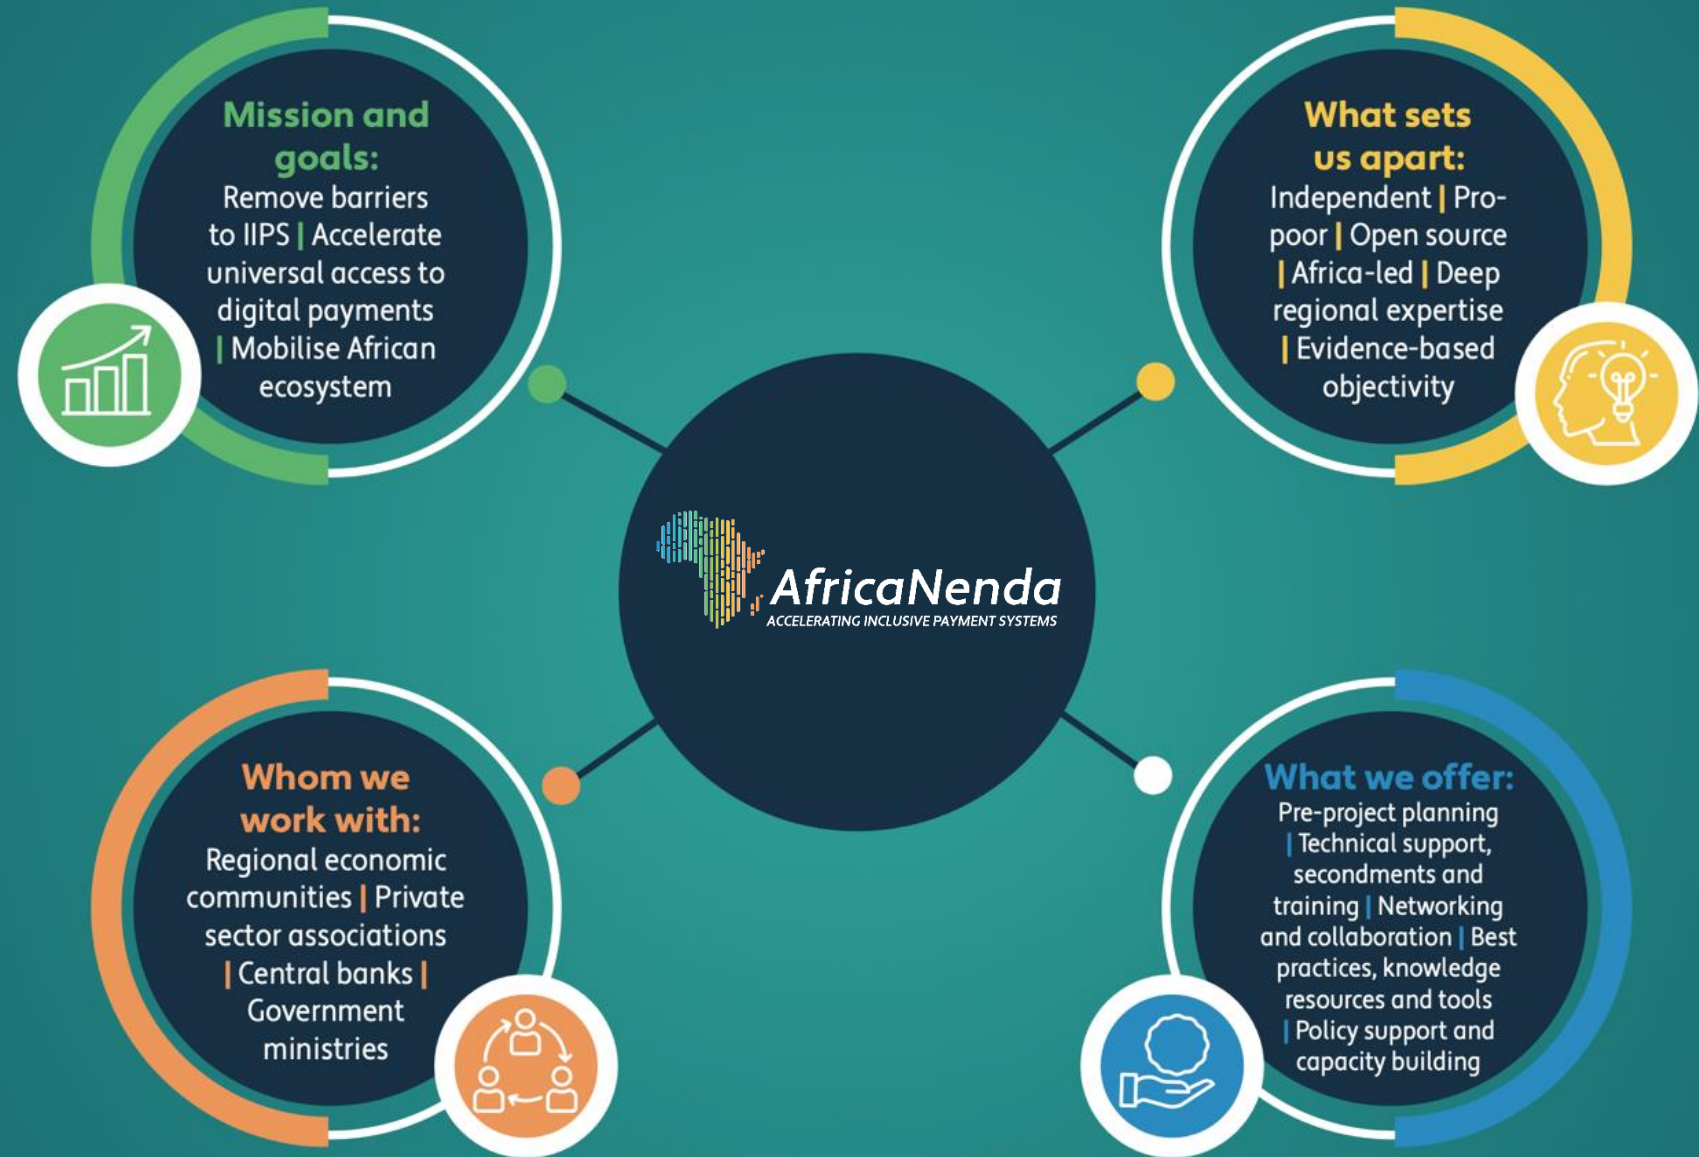 Mission and
goals:
Remove barriers
to IIPS | Accelerate
universal access to
digital payments
| Mobilise African
ecosystem
What sets
us apart:
Independent | Pro-
poor | Open source
| Africa-led | Deep
regional expertise
| Evidence-based
objectivity
AfricaNenda
ACCELERATING INCLUSIVE PAYMENT SYSTEMS
Whom we
work with:
Regional economic
communities | Private
sector associations
| Central banks |
Government
ministries
What we offer:
Pre-project planning
| Technical support,
secondments and
training | Networking
and collaboration | Best
practices, knowledge
resources and tools
| Policy support and
capacity building